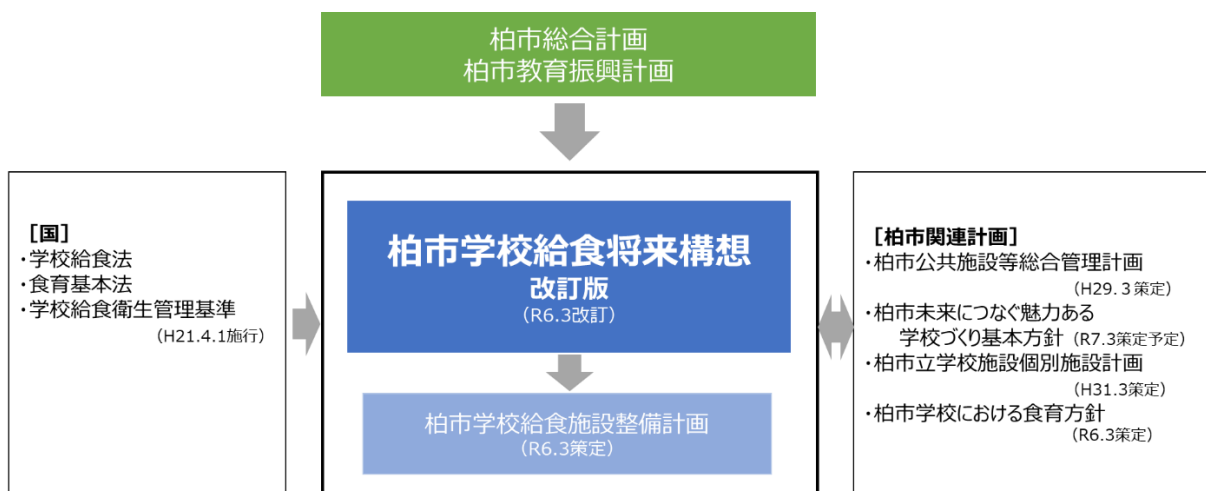 柏市総合計画
柏市教育振興計画
[国]
・学校給食法
・食育基本法
・学校給食衛生管理基準
（H21.4.1施行）
柏市学校給食将来構想
改訂版
（R6.3改訂）
柏市学校給食施設整備計画
（R6.3策定）
[柏市関連計画]
・柏市公共施設等総合管理計画
（H29.３策定）
・柏市未来につなぐ魅力ある
学校づくり基本方針（R7.3策定予定）
・柏市立学校施設個別施設計画
（H31.3策定）
・柏市学校における食育方針
（R6.3策定）